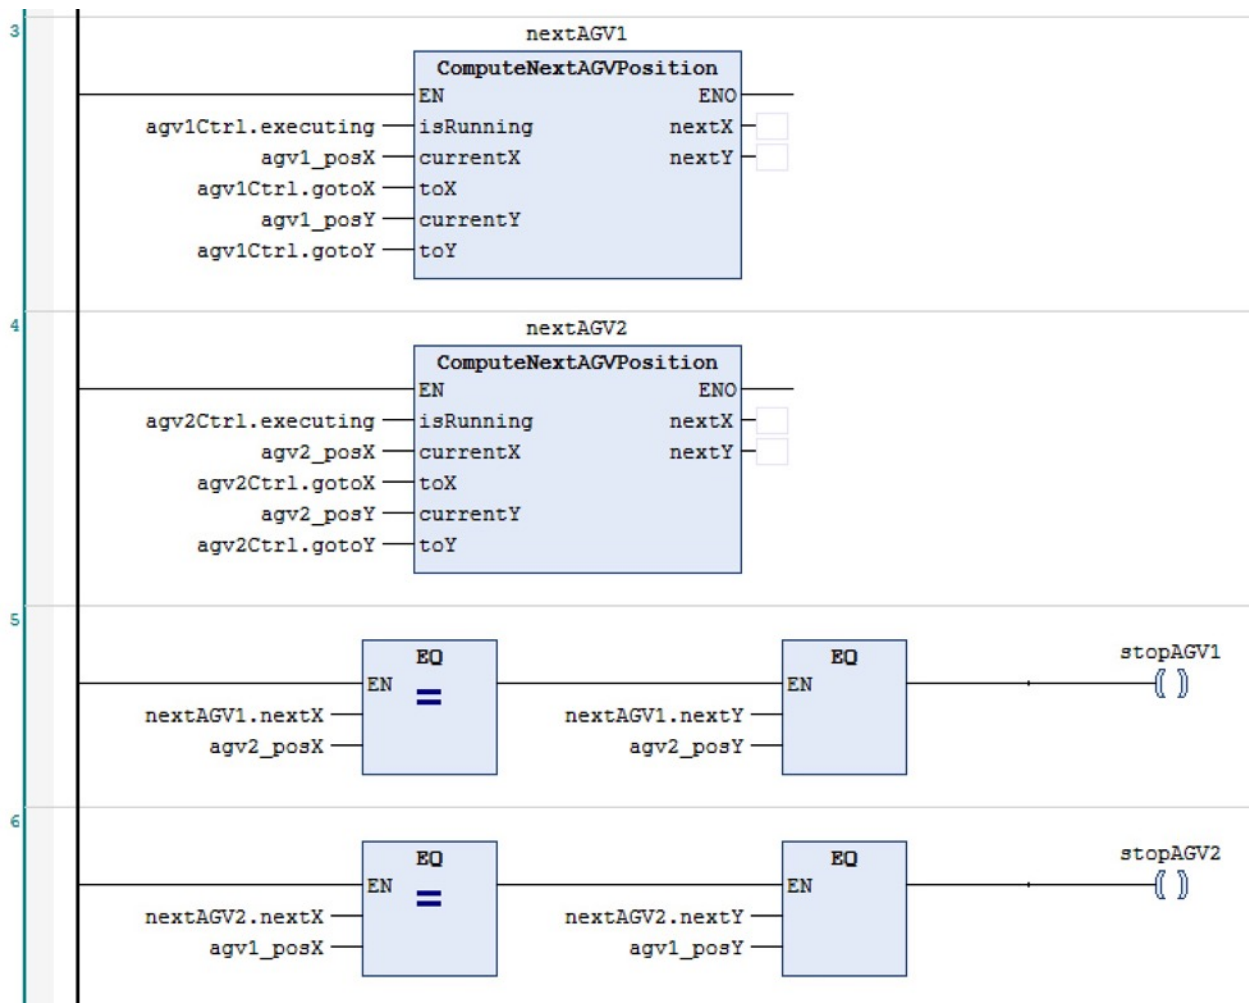 3
nextAGV1
ComputeNextAGVPosition
EN ENO
agv1Ctrl.executing isRunning nextX
agv1_posX currentX nextY
agv1Ctrl.gotoX toX
agv1_posY currentY
agv1Ctrl.gotoY toY
4
nextAGV2
ComputeNextAGVPosition
EN ENO
agv2Ctrl.executing isRunning nextX
agv2_posX currentX nextY
agv2Ctrl.gotoX toX
agv2_posY currentY
agv2Ctrl.gotoY toY
5
EQ EQ stopAGV1
EN = EN ( )
nextAGV1.nextX nextAGV1.nextY
agv2_posX agv2_posY
6
EQ EQ stopAGV2
EN = EN ( )
nextAGV2.nextX nextAGV2.nextY
agv1_posX agv1_posY